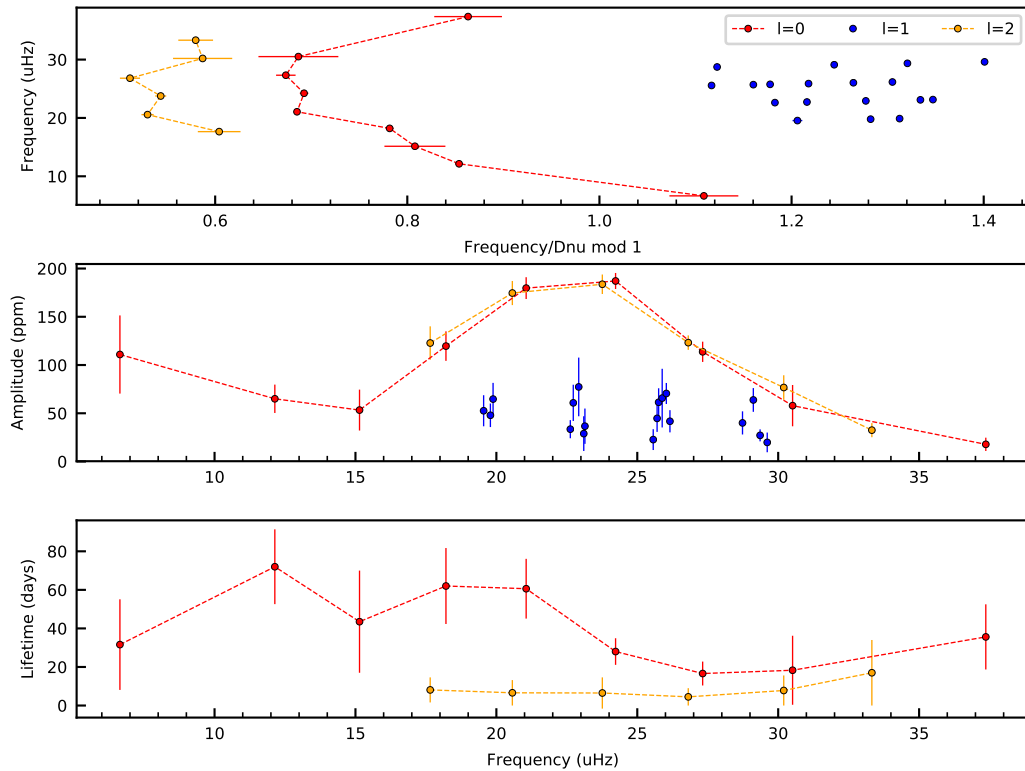 l=0 l=1 l=2
Frequency (uHz)
30
20
10
0.6 0.8 1.0 1.2 1.4
Frequency/Dnu mod 1
Amplitude (ppm)
200
150
100
50
0
10 15 20 25 30 35
Lifetime (days)
80
60
40
20
0
10 15 20 25 30 35
Frequency (uHz)